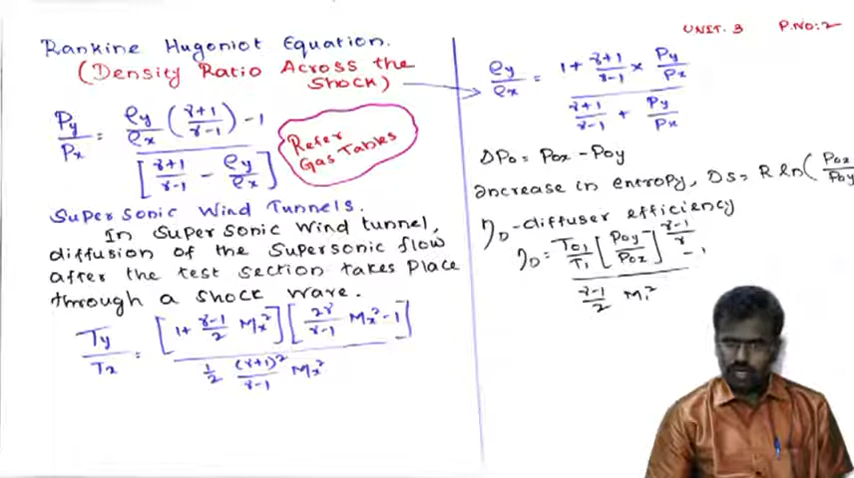 UNIT. 3 P.NO:2
Rankine Hugoniot Equation.
(Density Ratio Across the
Shock)
Py/Px = [ρy/ρx (γ+1/γ-1) - 1] / [γ+1/γ-1 - ρy/ρx]
Refer
Gas Tables
Supersonic Wind Tunnels.
In Supersonic wind tunnel,
diffusion of the Supersonic flow
after the test section takes place
through a shock wave.
Ty/Tx = [1+ γ-1/2 Mx²] [2γ/γ-1 Mx² - 1] / 1/2 (γ+1)²/γ-1 Mx²
ρy/ρx = 1 + γ+1/γ-1 × Py/Px / γ+1/γ-1 + Py/Px
ΔPo = Pox - Poy
increase in entropy, Δs = R ln(Pox/Poy
ηD - diffuser efficiency
ηD = To1/T1 [Poy/Pox]^γ-1/γ - 1 / γ-1/2 M1²